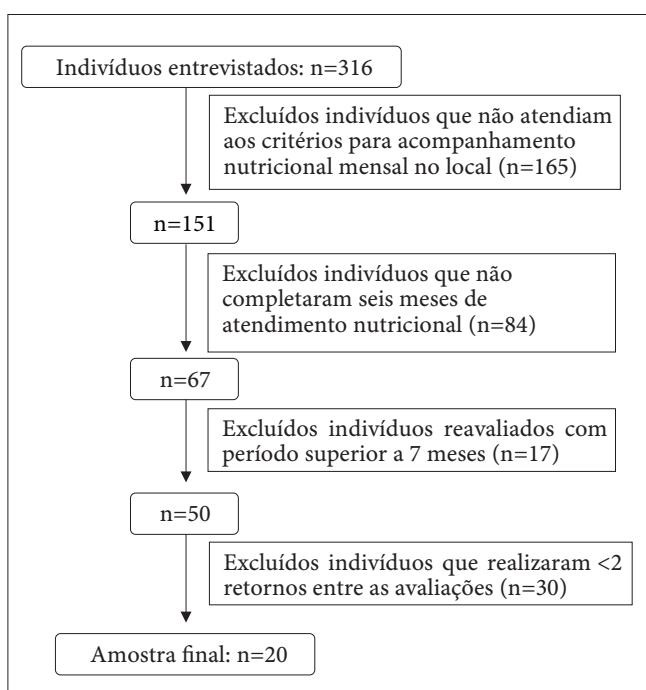 Indivíduos entrevistados: n=316
Excluídos indivíduos que não atendiam
aos critérios para acompanhamento
nutricional mensal no local (n=165)
n=151
Excluídos indivíduos que não
completaram seis meses de
atendimento nutricional (n=84)
n=67
Excluídos indivíduos reavaliados com
período superior a 7 meses (n=17)
n=50
Excluídos indivíduos que realizaram <2
retornos entre as avaliações (n=30)
Amostra final: n=20